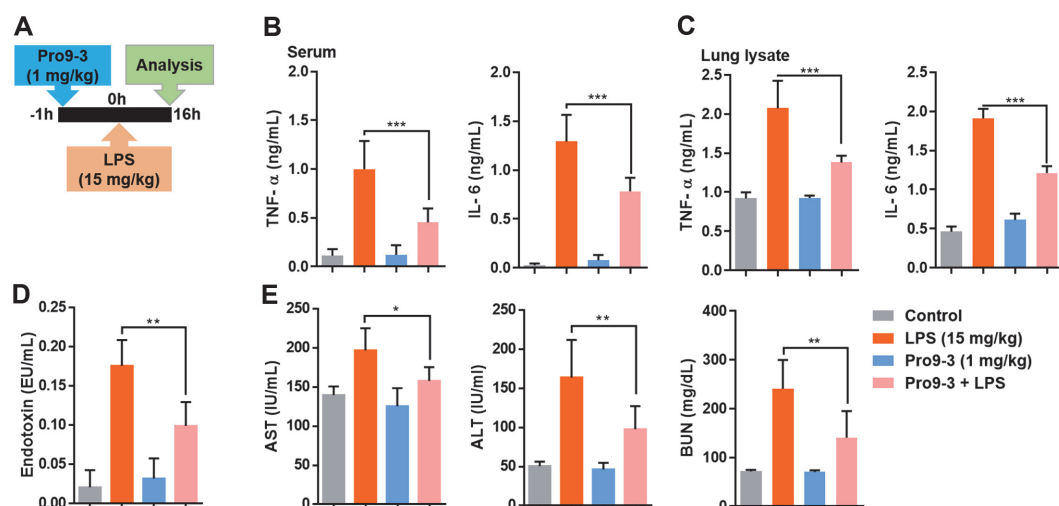 A
Pro9-3
(1 mg/kg)
Analysis
0h
-1h
16h
LPS
(15 mg/kg)
B
Serum
TNF- α (ng/mL)
2.0
1.5
1.0
0.5
0.0
***
IL- 6 (ng/mL)
2.0
1.5
1.0
0.5
0.0
***
C
Lung lysate
TNF- α (ng/mL)
2.5
2.0
1.5
1.0
0.5
0.0
***
IL- 6 (ng/mL)
2.5
2.0
1.5
1.0
0.5
0.0
***
D
Endotoxin (EU/mL)
0.25
0.20
0.15
0.10
0.05
0.00
**
E
AST (IU/mL)
250
200
150
100
50
0
*
ALT (IU/ml)
250
200
150
100
50
0
**
BUN (mg/dL)
400
300
200
100
0
**
Control
LPS (15 mg/kg)
Pro9-3 (1 mg/kg)
Pro9-3 + LPS